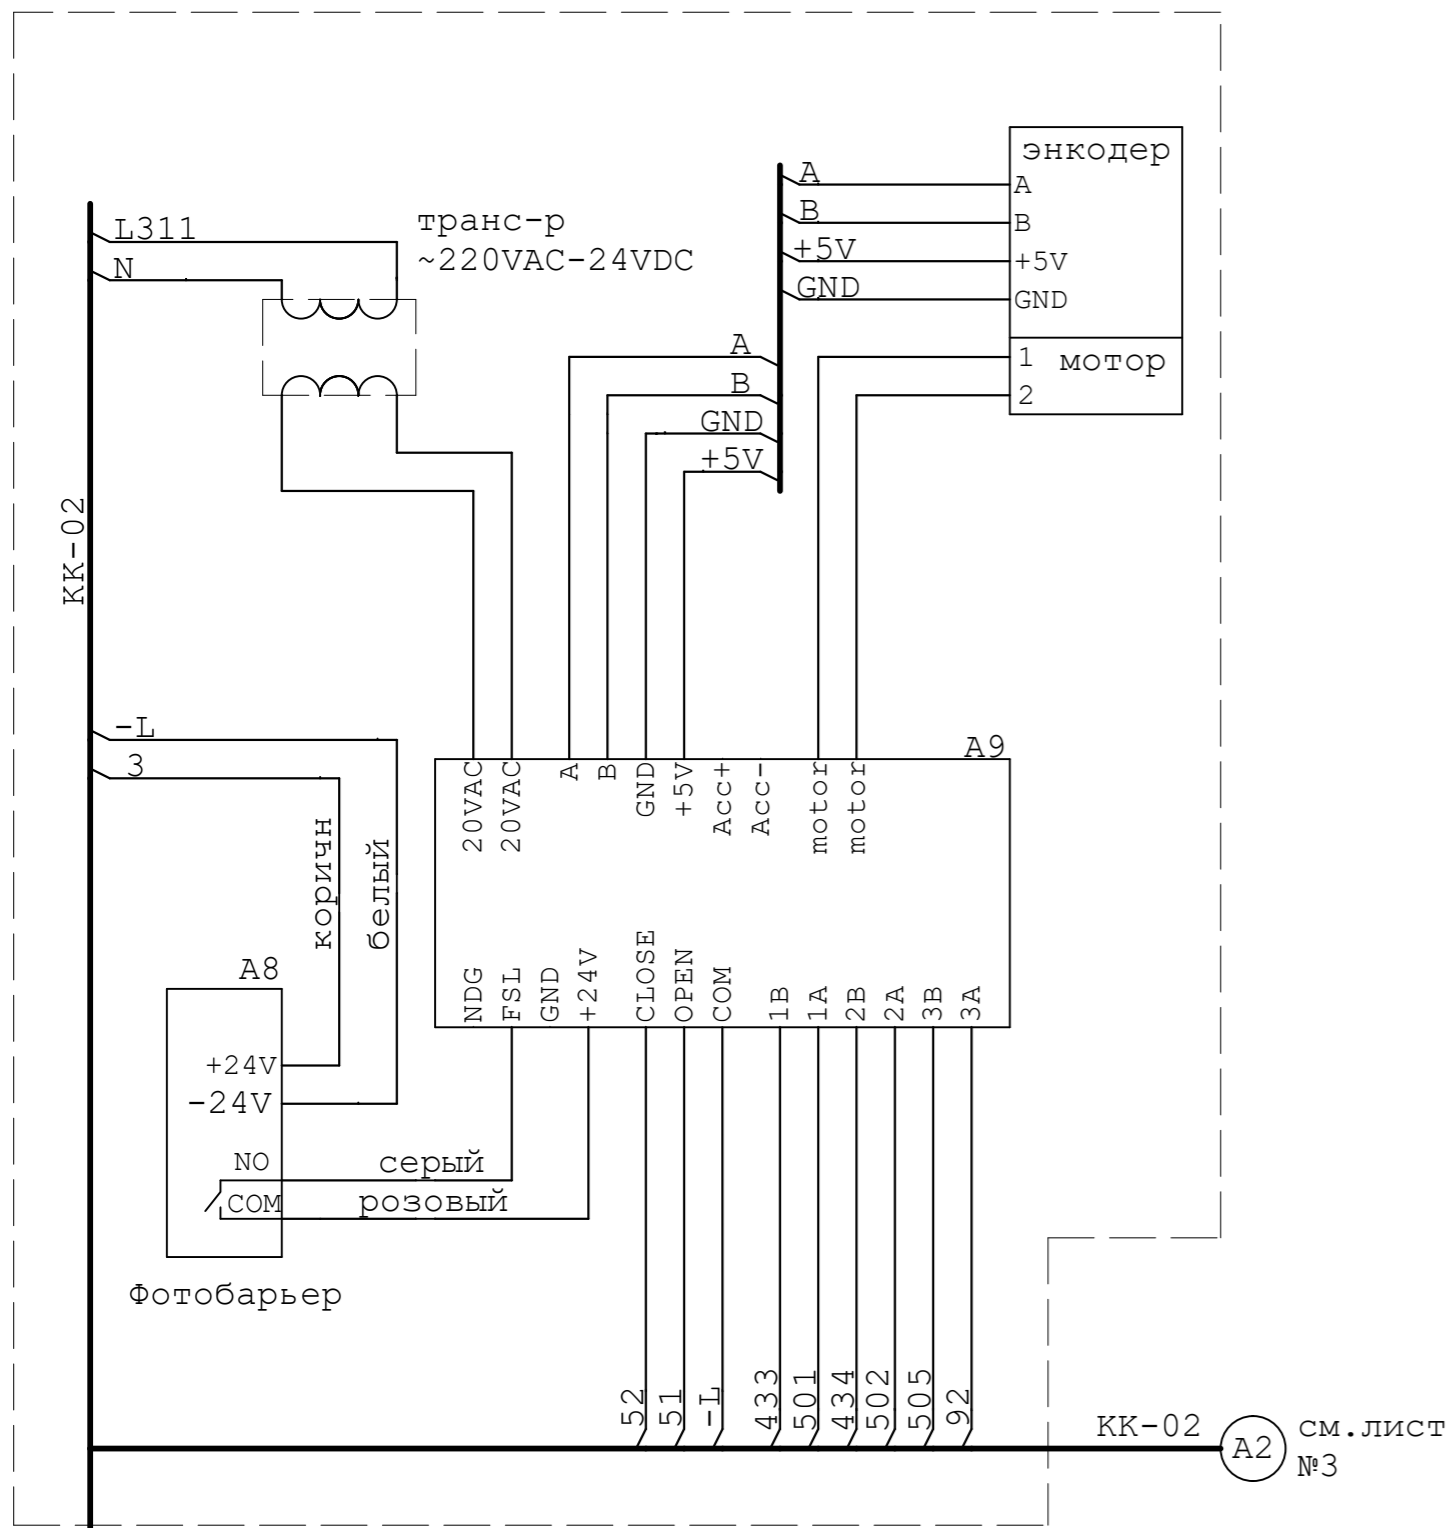 энкодер
A
A
B
B
+5V
+5V
GND
GND
1
мотор
2
L311
N
транс-р
~220VAC-24VDC
A
B
GND
+5V
КК-02
-L
3
коричн
белый
A9
20VAC
20VAC
A
B
GND
+5V
Acc+
Acc-
motor
motor
NDG
FSL
GND
+24V
CLOSE
OPEN
COM
1B
1A
2B
2A
3B
3A
A8
+24V
-24V
NO
COM
серый
розовый
Фотобарьер
52
51
-L
433
501
434
502
505
92
КК-02
A2
см.лист
№3